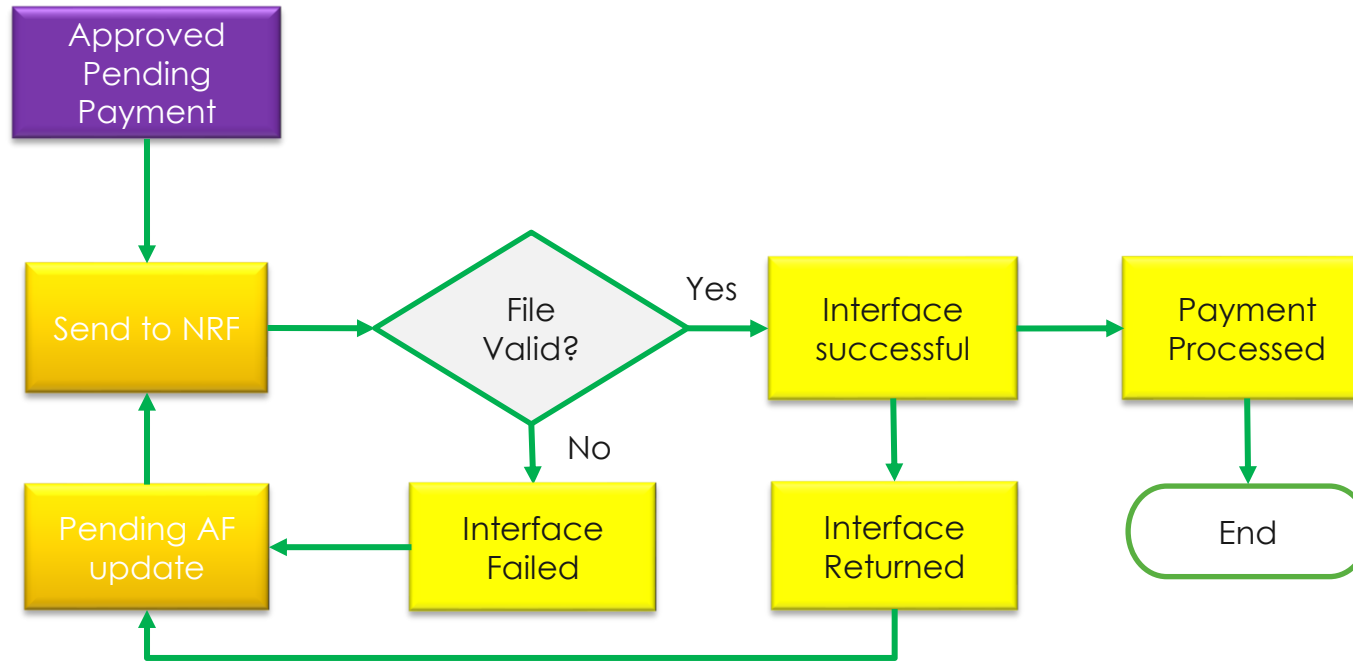 Approved
Pending
Payment
Send to NRF
File
Valid?
Yes
Interface
successful
Payment
Processed
No
Pending AF
update
Interface
Failed
Interface
Returned
End